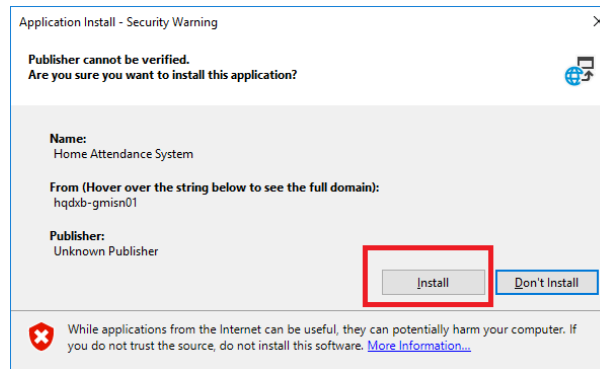 Application Install - Security Warning
Publisher cannot be verified.
Are you sure you want to install this application?
Name:
Home Attendance System
From (Hover over the string below to see the full domain):
hqdxb-gmisn01
Publisher:
Unknown Publisher
Install
Don't Install
While applications from the Internet can be useful, they can potentially harm your computer. If
you do not trust the source, do not install this software. More Information...